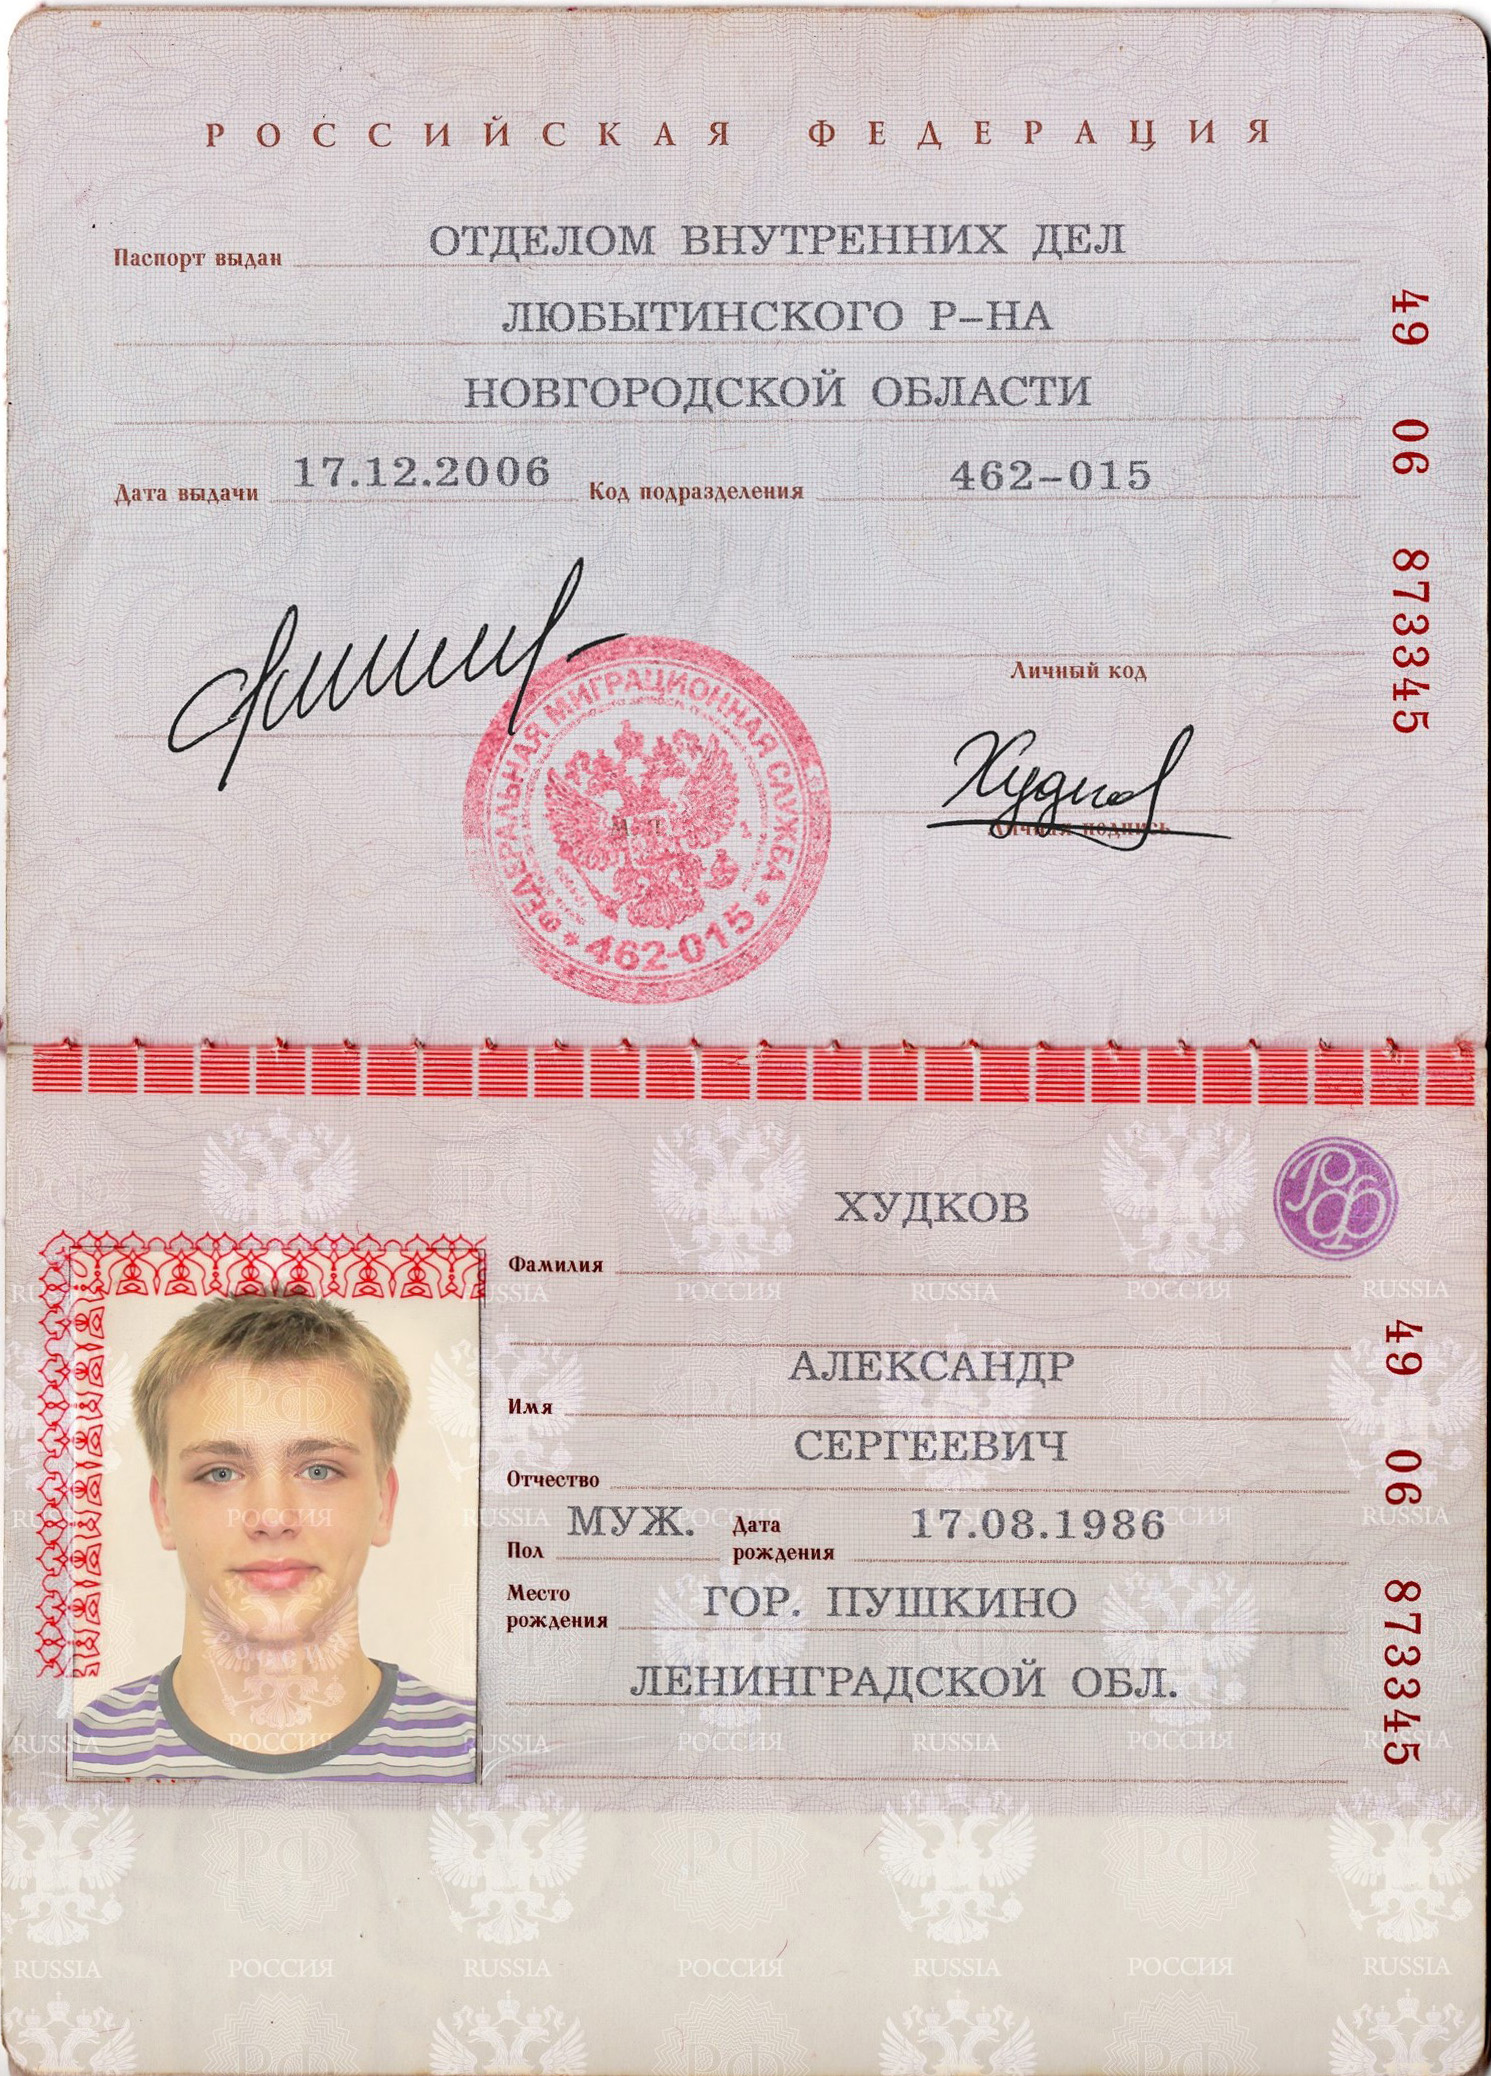 РОССИЙСКАЯ ФЕДЕРАЦИЯ
Паспорт выдан ОТДЕЛОМ ВНУТРЕННИХ ДЕЛ
ЛЮБЫТИНСКОГО Р-НА
НОВГОРОДСКОЙ ОБЛАСТИ
Дата выдачи 17.12.2006 Код подразделения 462-015
49 06 873345
Личный код
ФЕДЕРАЛЬНАЯ МИГРАЦИОННАЯ СЛУЖБА
М.П.
* 462-015 *
Худков
Личная подпись
РФ
ХУДКОВ
Фамилия
АЛЕКСАНДР
Имя
СЕРГЕЕВИЧ
Отчество
Пол МУЖ. Дата рождения 17.08.1986
Место рождения ГОР. ПУШКИНО
ЛЕНИНГРАДСКОЙ ОБЛ.
49 06 873345
RUSSIA РОССИЯ RUSSIA РОССИЯ RUSSIA РОССИЯ RUSSIA